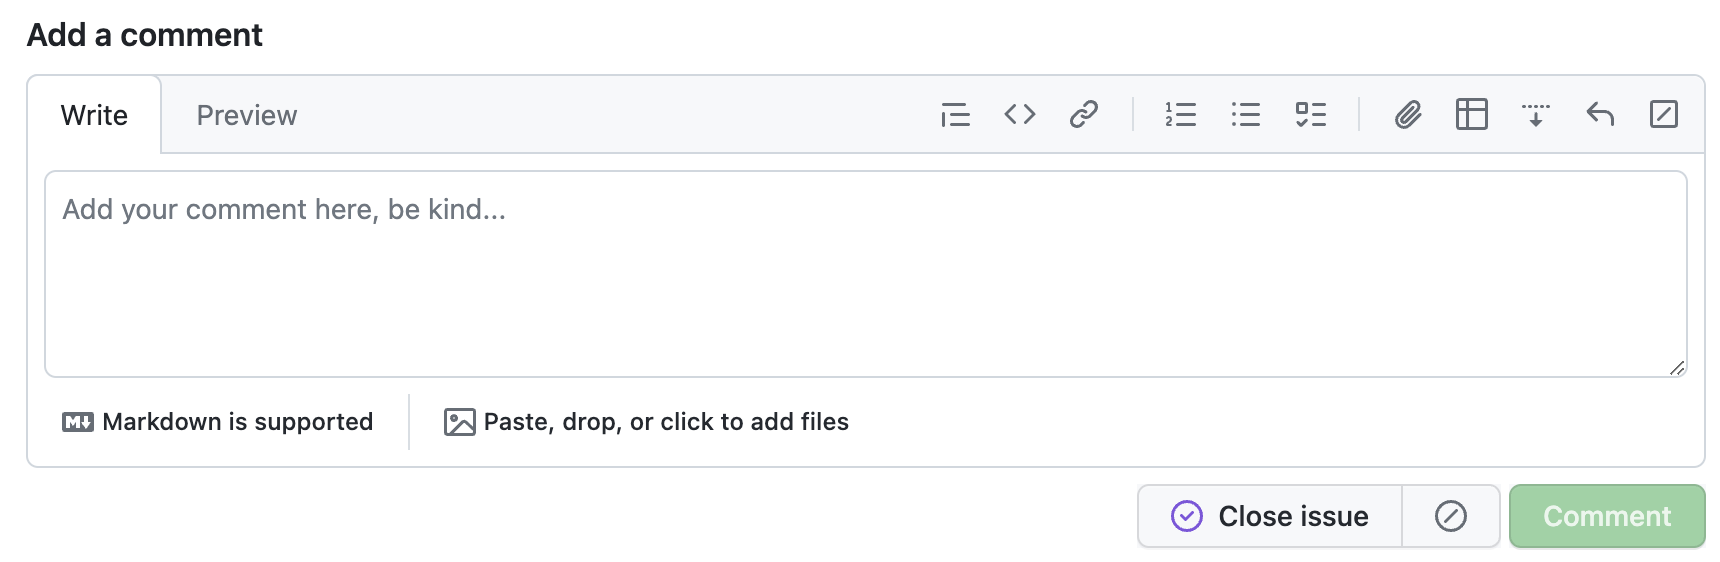 Add a comment
Write
Preview
Add your comment here, be kind...
Markdown is supported
Paste, drop, or click to add files
Close issue
Comment